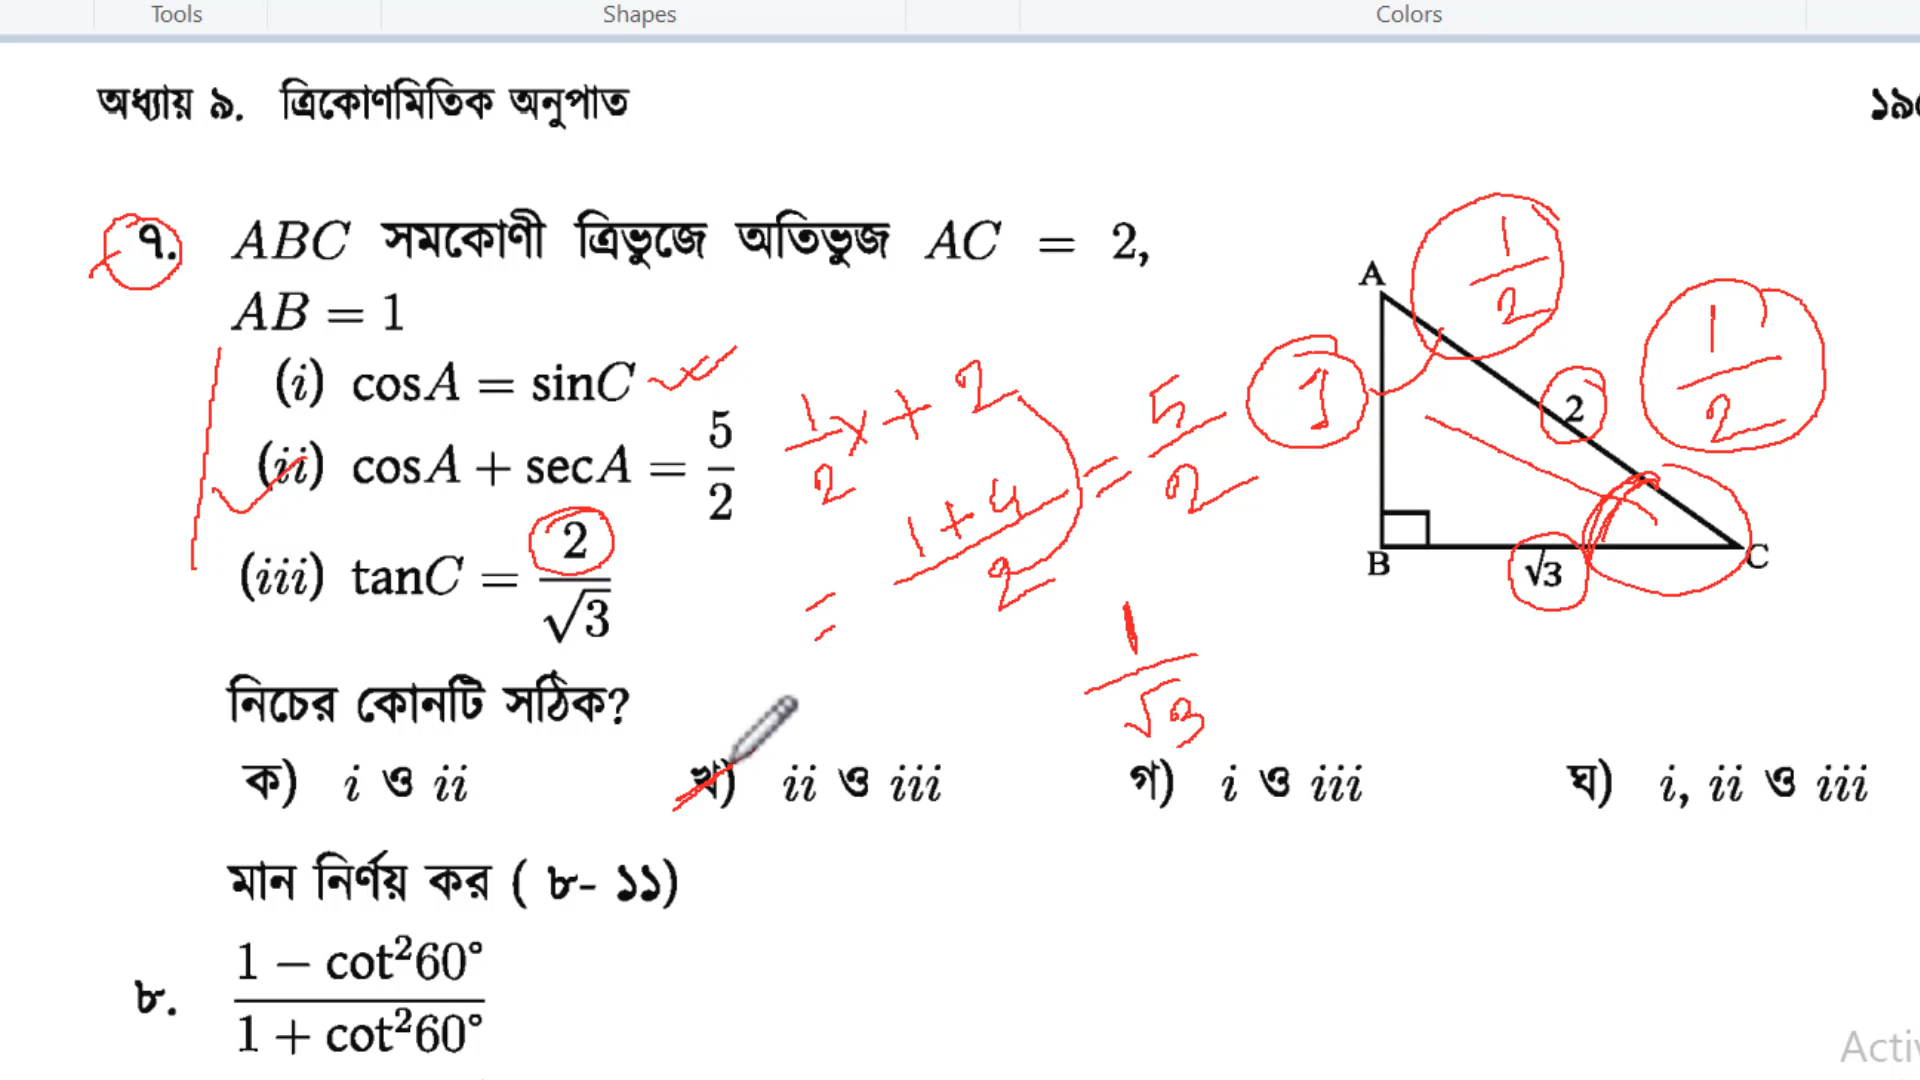 Tools Shapes Colors
অধ্যায় ৯. ত্রিকোণমিতিক অনুপাত
৭. ABC সমকোণী ত্রিভুজে অতিভুজ AC = 2,
AB = 1
(i) cosA = sinC
(ii) cosA + secA = 5/2
(iii) tanC = 2/√3
1/2 + 2 = 5/2
= 1+4/2
1/√3
A
1/2
1
2
1/2
B √3 C
নিচের কোনটি সঠিক?
ক) i ও ii খ) ii ও iii গ) i ও iii ঘ) i, ii ও iii
মান নির্ণয় কর ( ৮- ১১)
৮. 1 − cot²60° / 1 + cot²60°